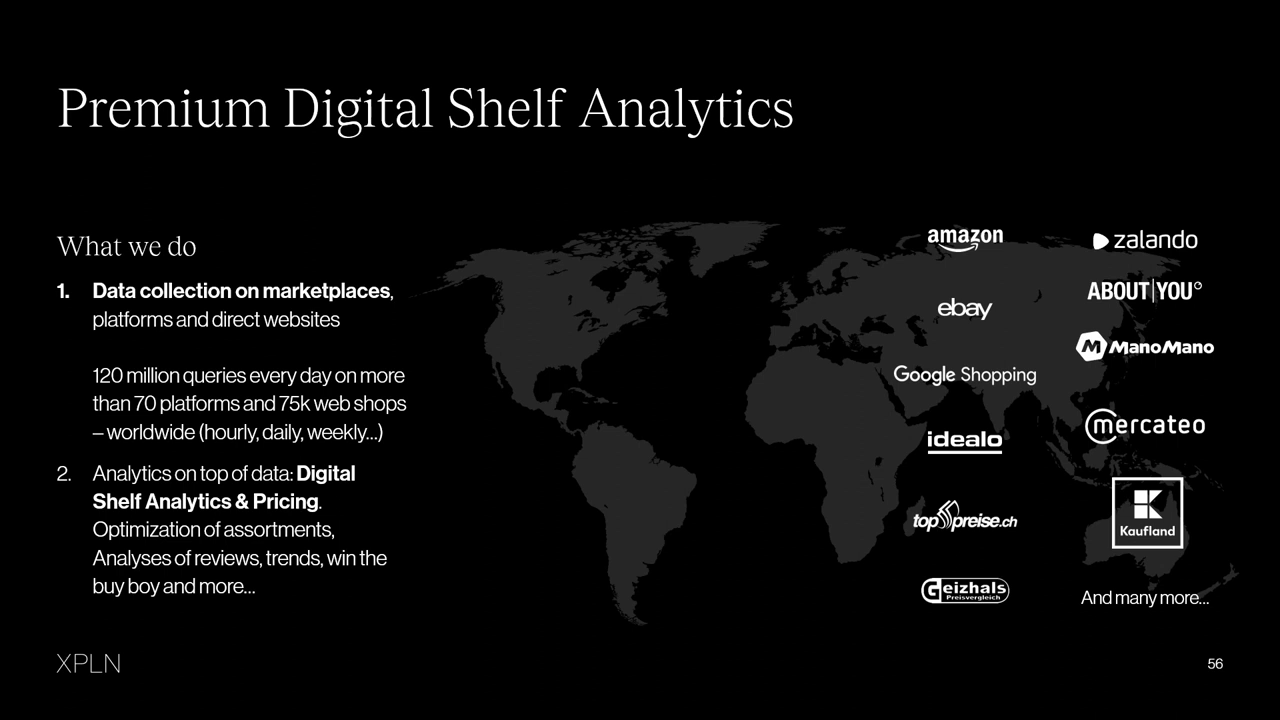 Premium Digital Shelf Analytics
What we do
1. Data collection on marketplaces,
platforms and direct websites
120 million queries every day on more
than 70 platforms and 75k web shops
– worldwide (hourly, daily, weekly...)
2. Analytics on top of data: Digital
Shelf Analytics & Pricing.
Optimization of assortments,
Analyses of reviews, trends, win the
buy boy and more...
amazon
ebay
Google Shopping
idealo
toppreise.ch
Geizhals
Preisvergleich
zalando
ABOUT|YOU
ManoMano
mercateo
Kaufland
And many more...
XPLN
56